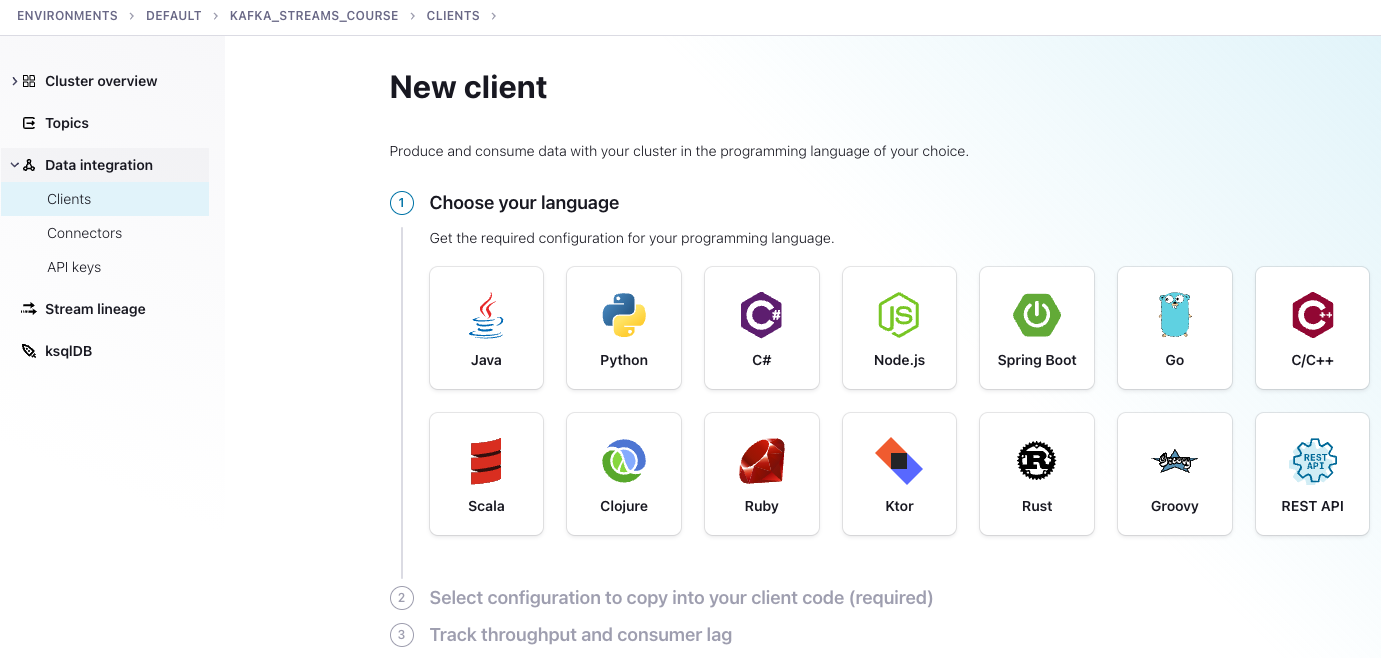 ENVIRONMENTS > DEFAULT > KAFKA_STREAMS_COURSE > CLIENTS >
Cluster overview
Topics
Data integration
Clients
Connectors
API keys
Stream lineage
ksqlDB
New client
Produce and consume data with your cluster in the programming language of your choice.
1 Choose your language
Get the required configuration for your programming language.
C# JS C++
Java Python C# Node.js Spring Boot Go C/C++
R REST API
Scala Clojure Ruby Ktor Rust Groovy REST API
2 Select configuration to copy into your client code (required)
3 Track throughput and consumer lag